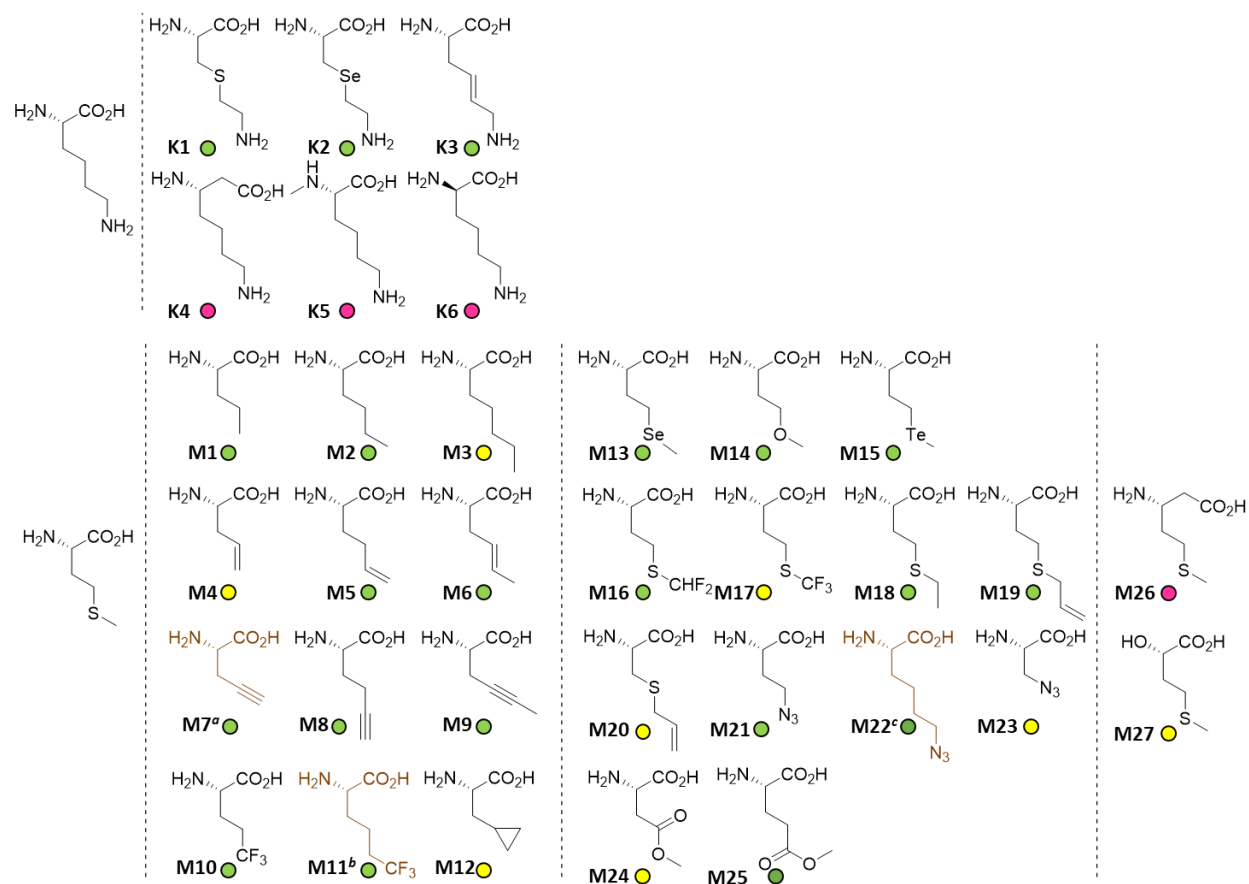 H₂N CO₂H H₂N CO₂H H₂N CO₂H
S Se
H₂N CO₂H
NH₂ NH₂ NH₂
K1 K2 K3
H₂N CO₂H H N CO₂H H₂N CO₂H
NH₂
NH₂ NH₂ NH₂
K4 K5 K6
H₂N CO₂H H₂N CO₂H H₂N CO₂H H₂N CO₂H H₂N CO₂H H₂N CO₂H
Se O Te
M1 M2 M3 M13 M14 M15
H₂N CO₂H H₂N CO₂H H₂N CO₂H H₂N CO₂H H₂N CO₂H H₂N CO₂H H₂N CO₂H H₂N CO₂H
H₂N CO₂H
S CHF₂ S CF₃ S S S
S
M4 M5 M6 M16 M17 M18 M19 M26
H₂N CO₂H H₂N CO₂H H₂N CO₂H H₂N CO₂H H₂N CO₂H H₂N CO₂H H₂N CO₂H HO CO₂H
S N₃ N₃ S
M7ᵃ M8 M9 M20 M21 M22ᶜ M23 M27
N₃
H₂N CO₂H H₂N CO₂H H₂N CO₂H H₂N CO₂H H₂N CO₂H
O
CF₃ CF₃ O O O
M10 M11ᵇ M12 M24 M25